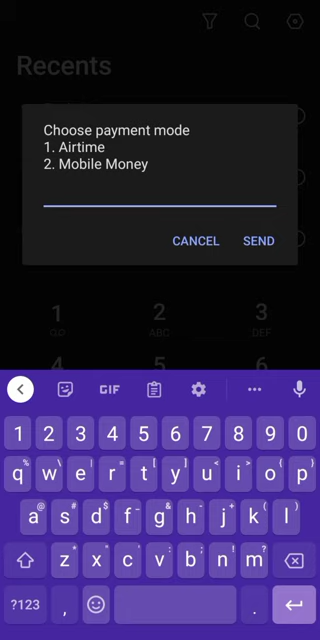 Recents
Choose payment mode
1. Airtime
2. Mobile Money
CANCEL SEND
1 2 3
GO ABC DEF
4 5 6
GIF
1 2 3 4 5 6 7 8 9 0
q w e r t y u i o p
a s d f g h j k l
z x c v b n m
?123 , .